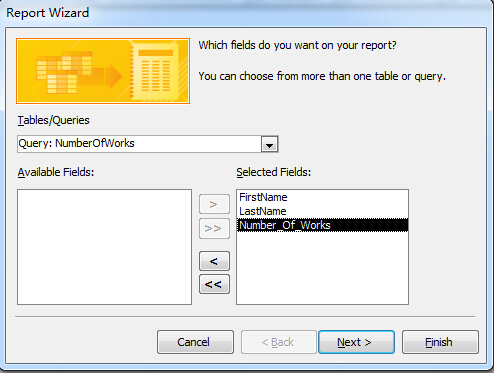 Report Wizard
Which fields do you want on your report?
You can choose from more than one table or query.
Tables/Queries
Query: NumberOfWorks
Available Fields:
Selected Fields:
>
>>
<
<<
FirstName
LastName
Number_Of_Works
Cancel
< Back
Next >
Finish